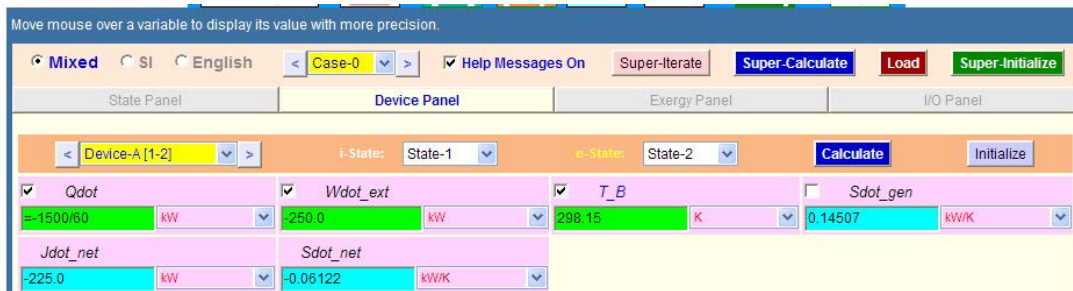 Move mouse over a variable to display its value with more precision.
Mixed SI English < Case-0 > Help Messages On Super-Iterate Super-Calculate Load Super-Initialize
State Panel Device Panel Exergy Panel I/O Panel
< Device-A [1-2] > i-State: State-1 e-State: State-2 Calculate Initialize
Qdot Wdot_ext T_B Sdot_gen
=-1500/60 kW -250.0 kW 298.15 K 0.14507 kW/K
Jdot_net Sdot_net
-225.0 kW -0.06122 kW/K